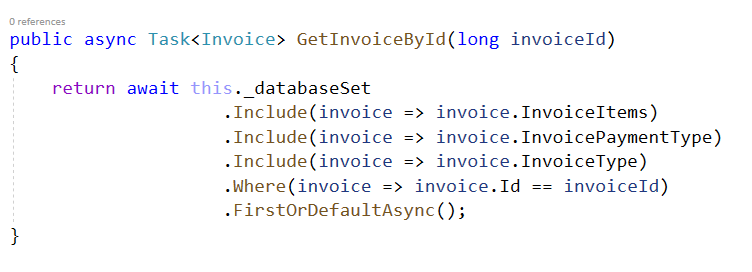 0 references
public async Task<Invoice> GetInvoiceById(long invoiceId)
{
    return await this._databaseSet
                    .Include(invoice => invoice.InvoiceItems)
                    .Include(invoice => invoice.InvoicePaymentType)
                    .Include(invoice => invoice.InvoiceType)
                    .Where(invoice => invoice.Id == invoiceId)
                    .FirstOrDefaultAsync();
}